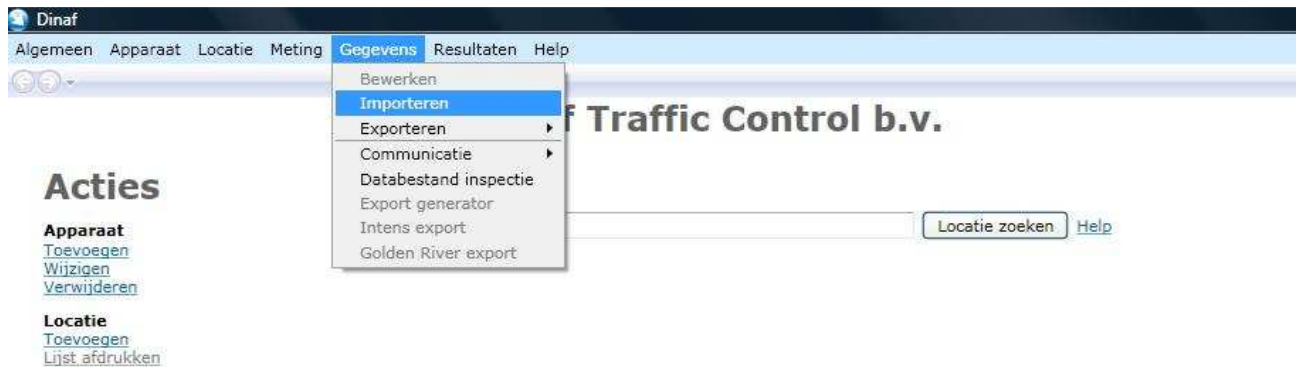 Dinaf
Algemeen Apparaat Locatie Meting Gegevens Resultaten Help
Bewerken
Importeren
Exporteren
Communicatie
Databestand inspectie
Export generator
Intens export
Golden River export
f Traffic Control b.v.
Acties
Locatie zoeken Help
Apparaat
Toevoegen
Wijzigen
Verwijderen
Locatie
Toevoegen
Lijst afdrukken